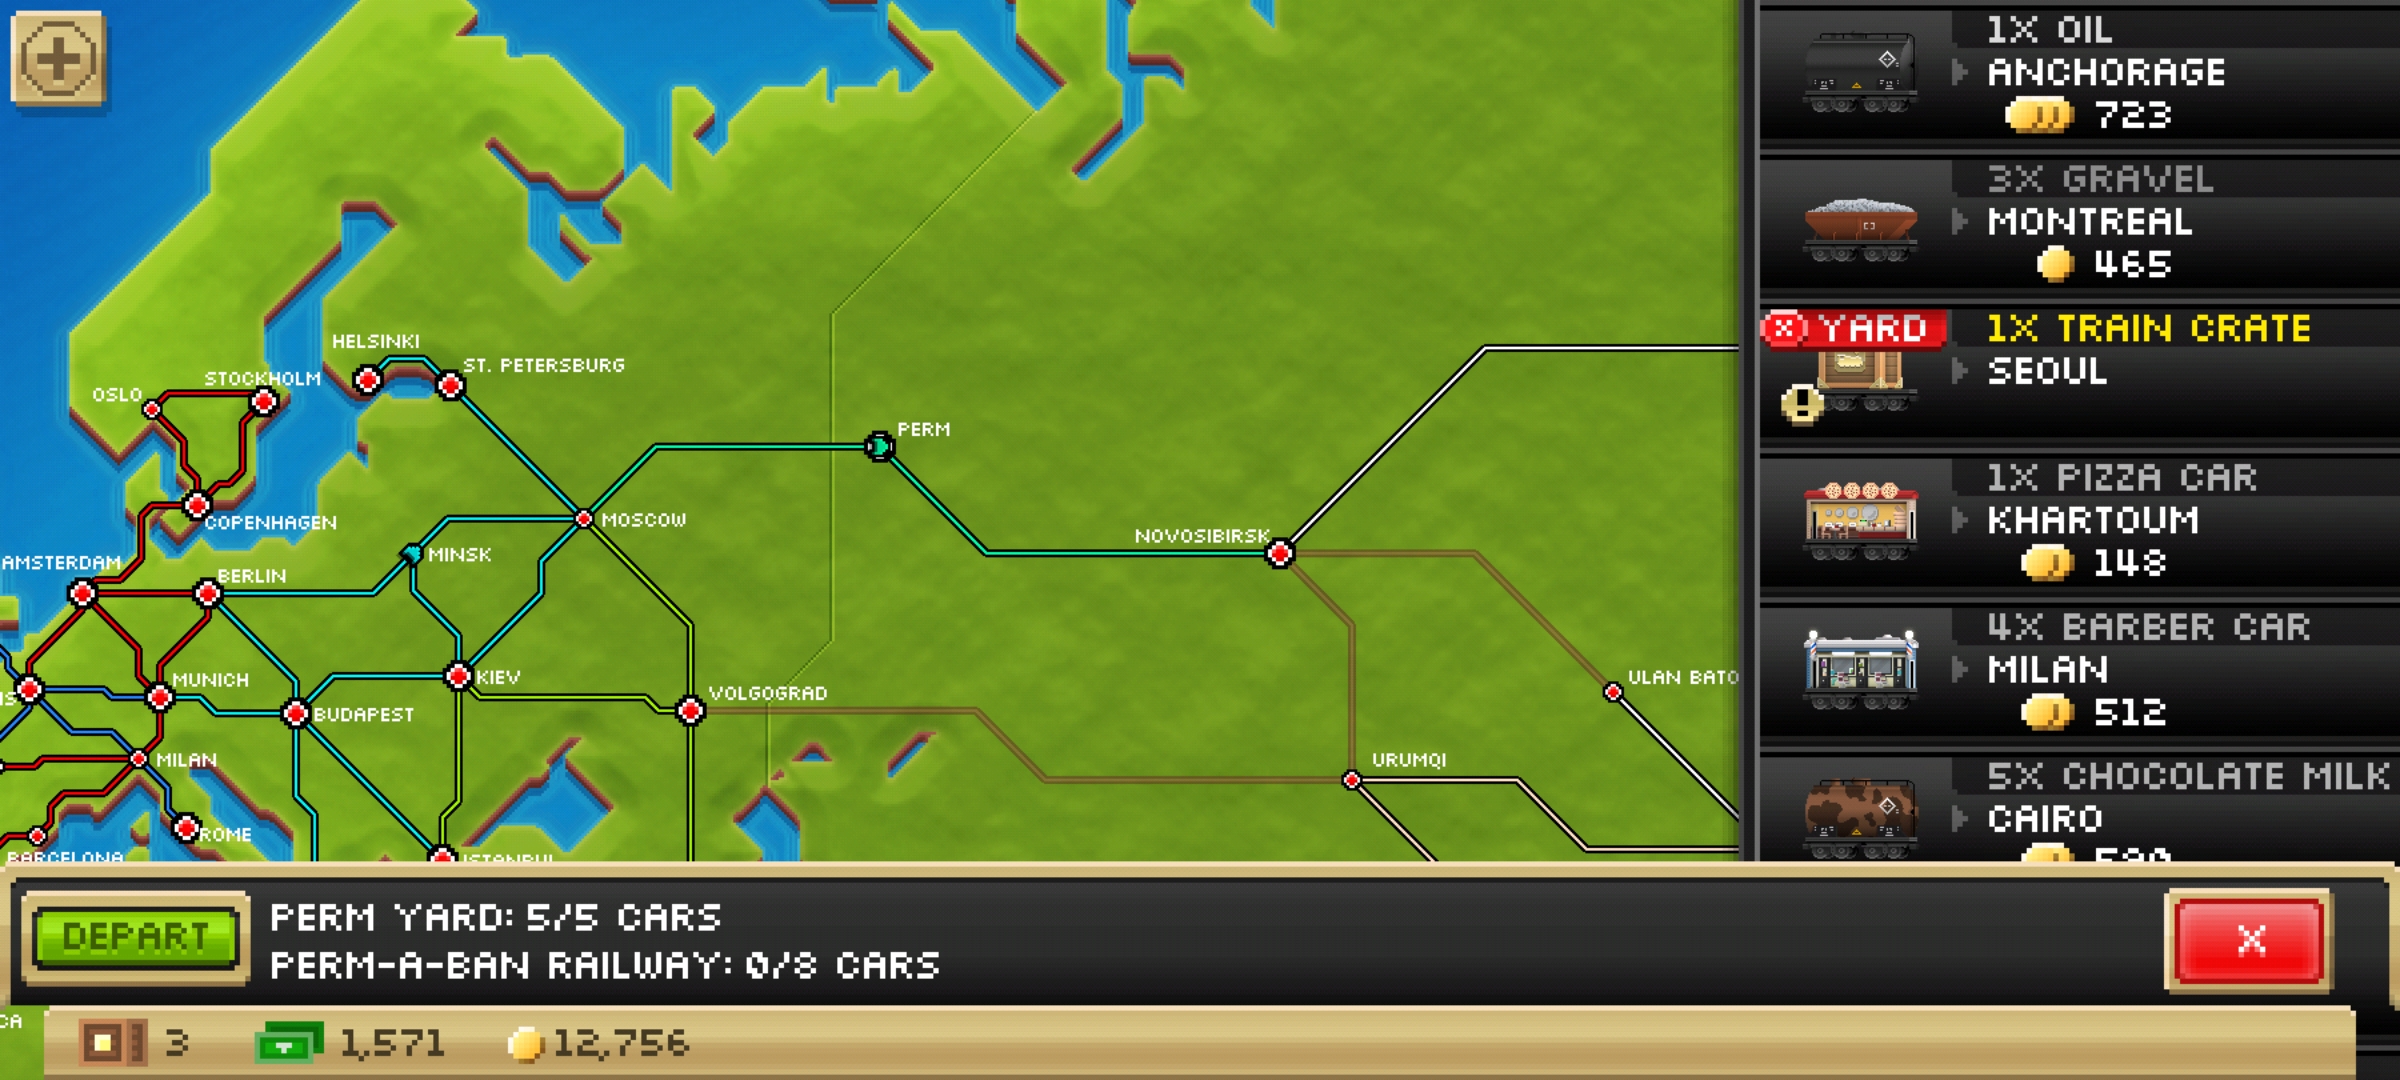 1X OIL
ANCHORAGE
723
3X GRAVEL
MONTREAL
465
YARD
1X TRAIN CRATE
SEOUL
1X PIZZA CAR
KHARTOUM
148
4X BARBER CAR
MILAN
512
5X CHOCOLATE MILK
CAIRO
HELSINKI
ST. PETERSBURG
STOCKHOLM
OSLO
PERM
COPENHAGEN
MOSCOW
NOVOSIBIRSK
MINSK
AMSTERDAM
BERLIN
MUNICH
KIEV
ULAN BATO
VOLGOGRAD
BUDAPEST
MILAN
URUMQI
ROME
BARCELONA
ISTANBUL
DEPART
PERM YARD: 5/5 CARS
PERM-A-BAN RAILWAY: 0/8 CARS
X
CA
3
1,571
12,756